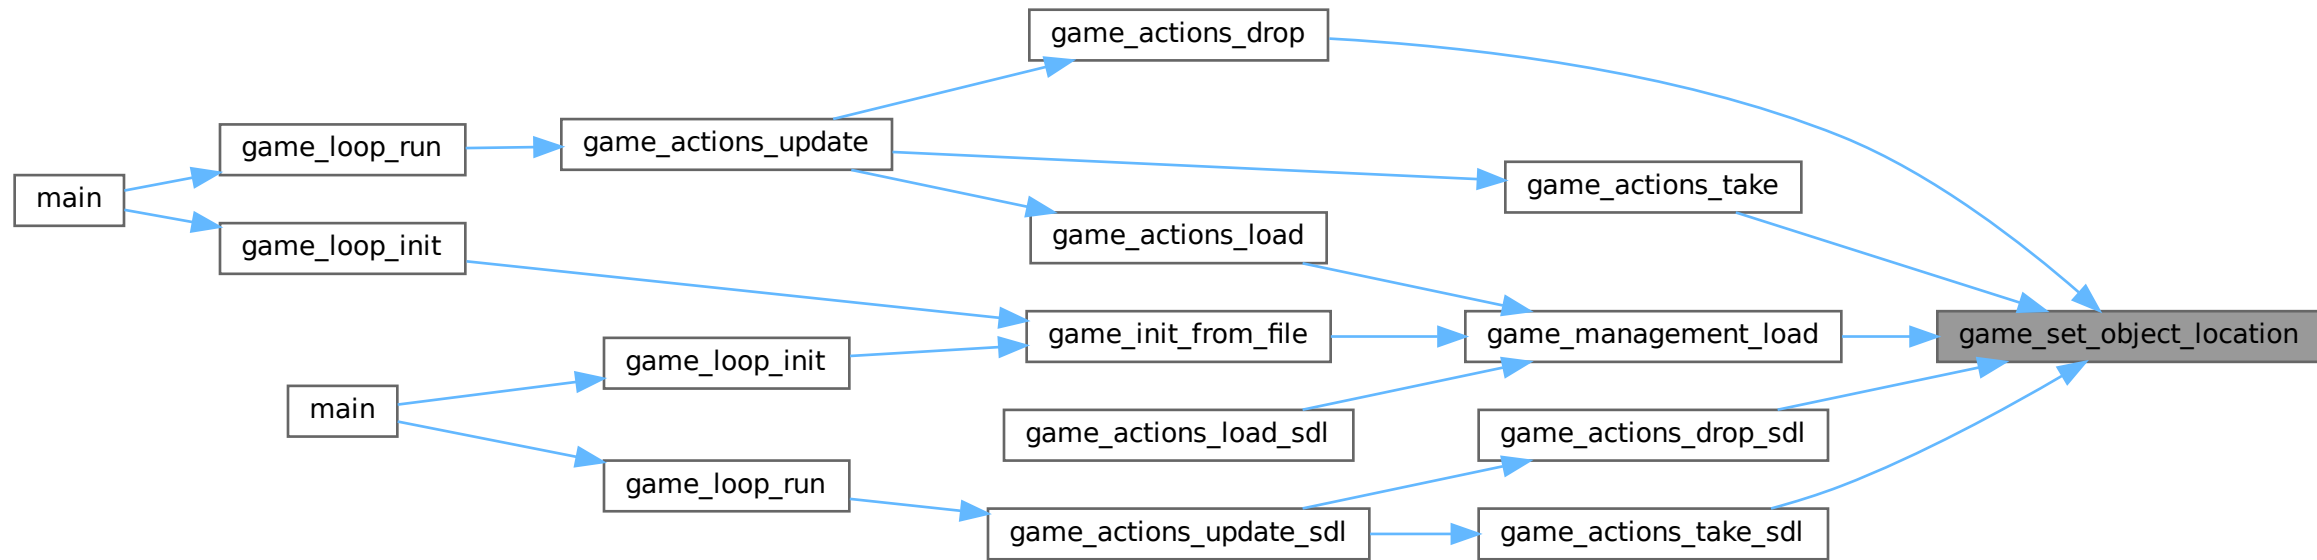 game_actions_drop
game_loop_run
game_actions_update
main
game_actions_take
game_loop_init
game_actions_load
game_init_from_file
game_management_load
game_set_object_location
game_loop_init
main
game_actions_load_sdl
game_actions_drop_sdl
game_loop_run
game_actions_update_sdl
game_actions_take_sdl